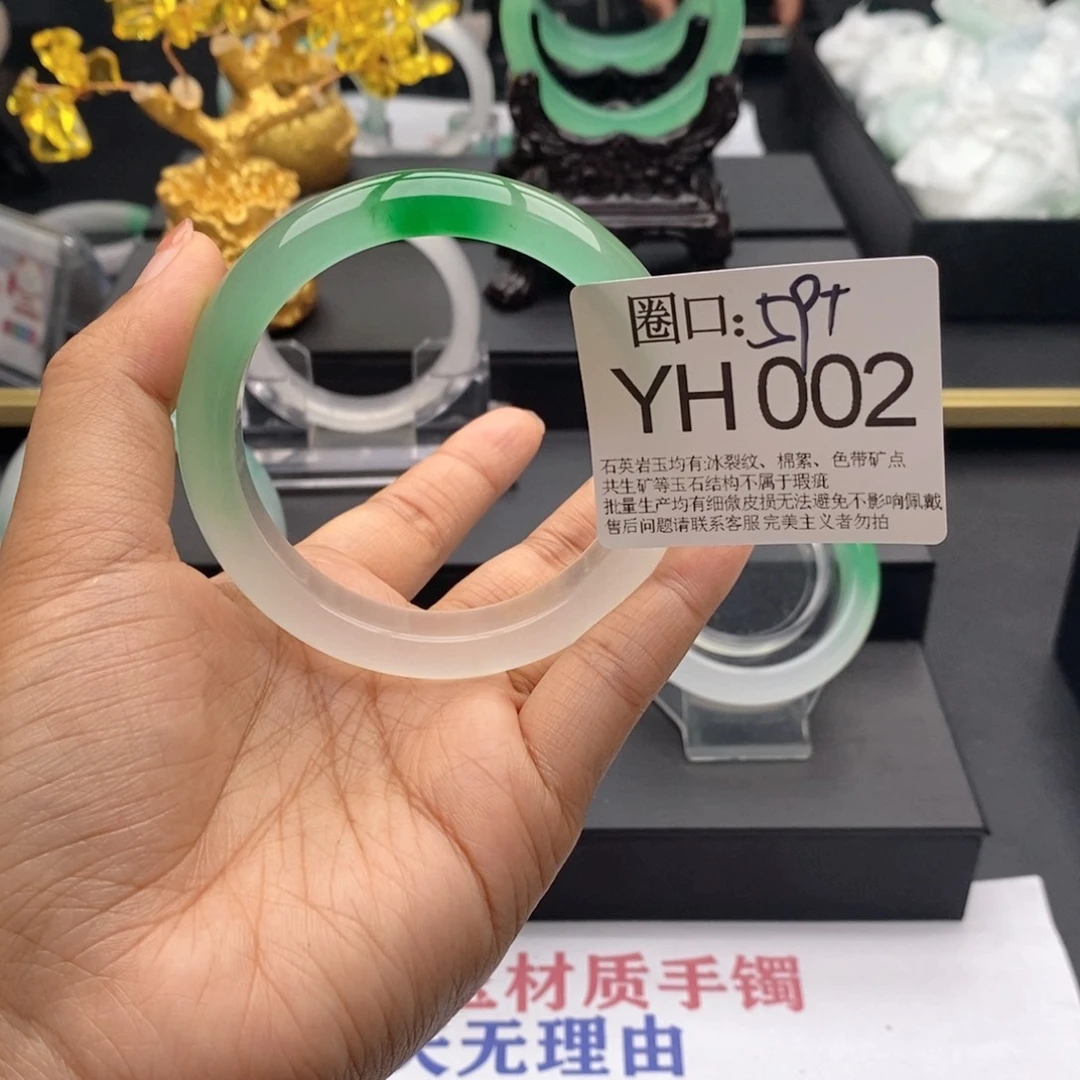 圈口：59+
YH 002
石英岩玉均有:冰裂纹、棉絮、色带矿点
共生矿等玉石结构不属于瑕疵
批量生产均有细微皮损无法避免不影响佩戴
售后问题请联系客服完美主义者勿拍
材质手镯
天无理由